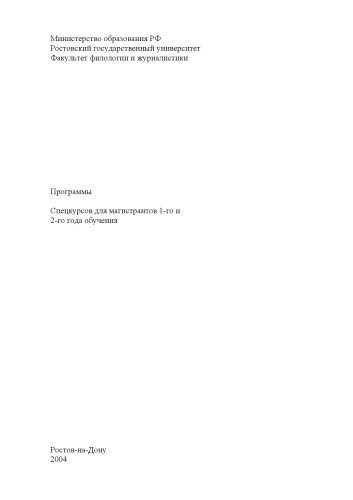 Министерство образования РФ
Ростовский государственный университет
Факультет филологии и журналистики
Программы
Спецкурсов для магистрантов 1-го и
2-го года обучения
Ростов-на-Дону
2004